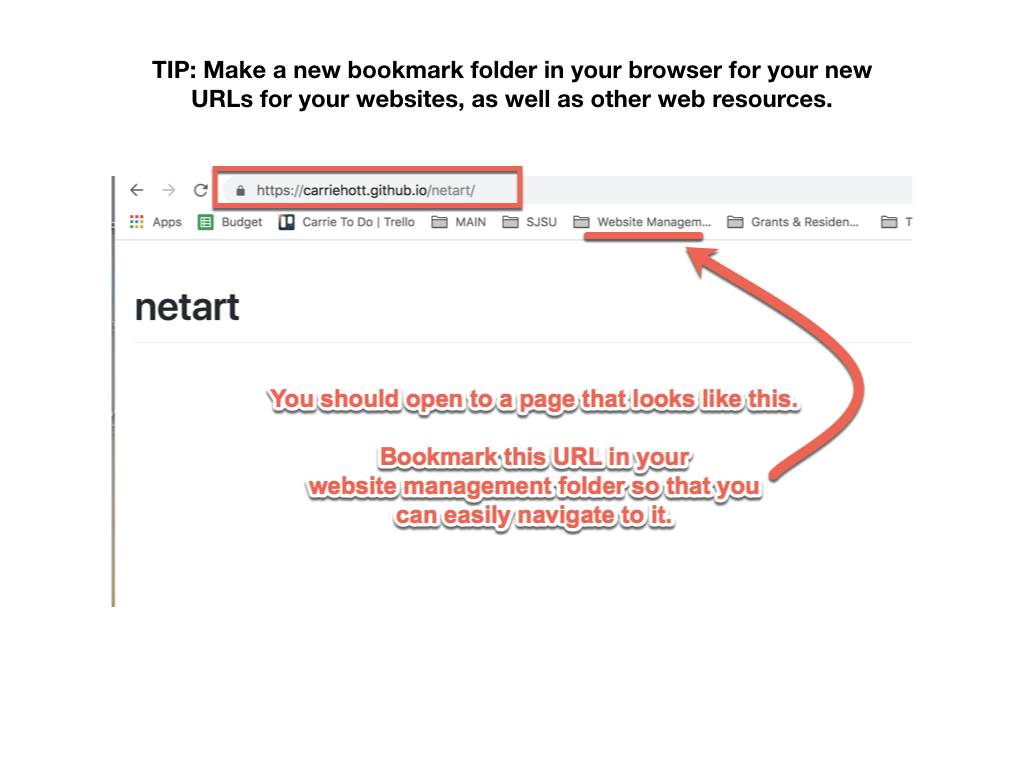 TIP: Make a new bookmark folder in your browser for your new
URLs for your websites, as well as other web resources.
https://carriehott.github.io/netart/
Apps Budget Carrie To Do | Trello MAIN SJSU Website Managem... Grants & Residen... T
netart
You should open to a page that looks like this.
Bookmark this URL in your
website management folder so that you
can easily navigate to it.